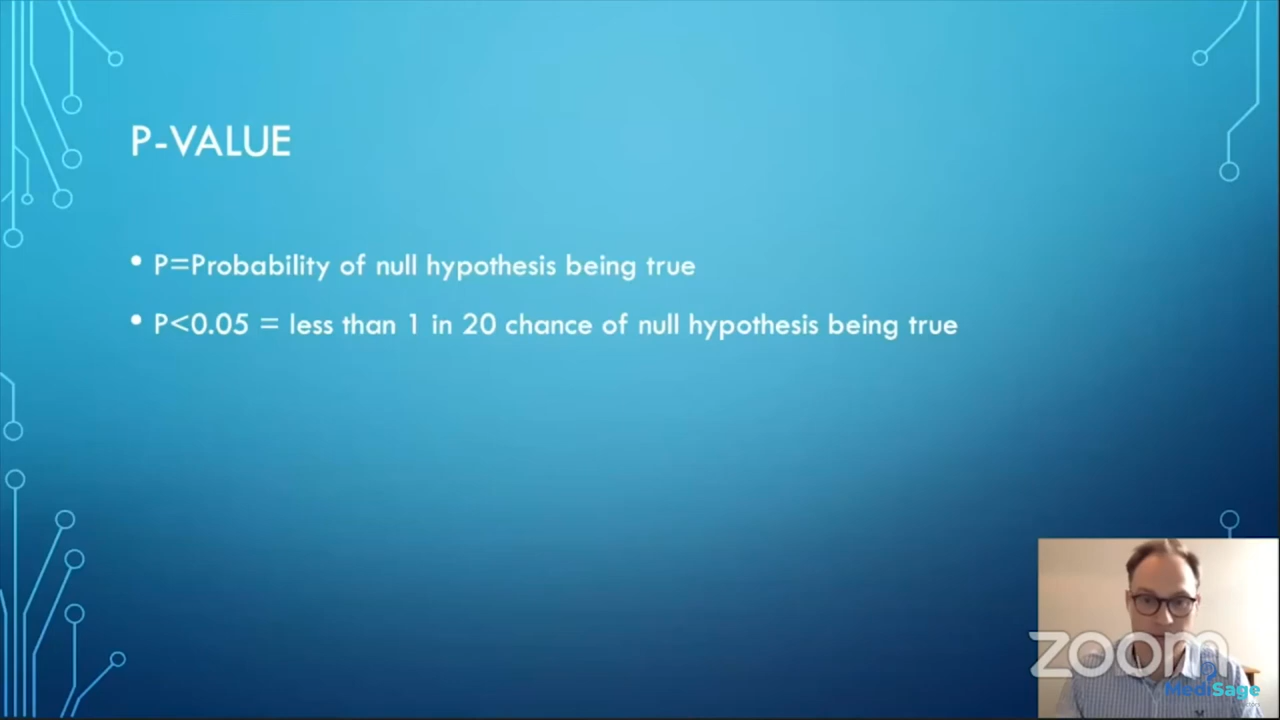 P-VALUE
• P=Probability of null hypothesis being true
• P<0.05 = less than 1 in 20 chance of null hypothesis being true
zoom
MediSage